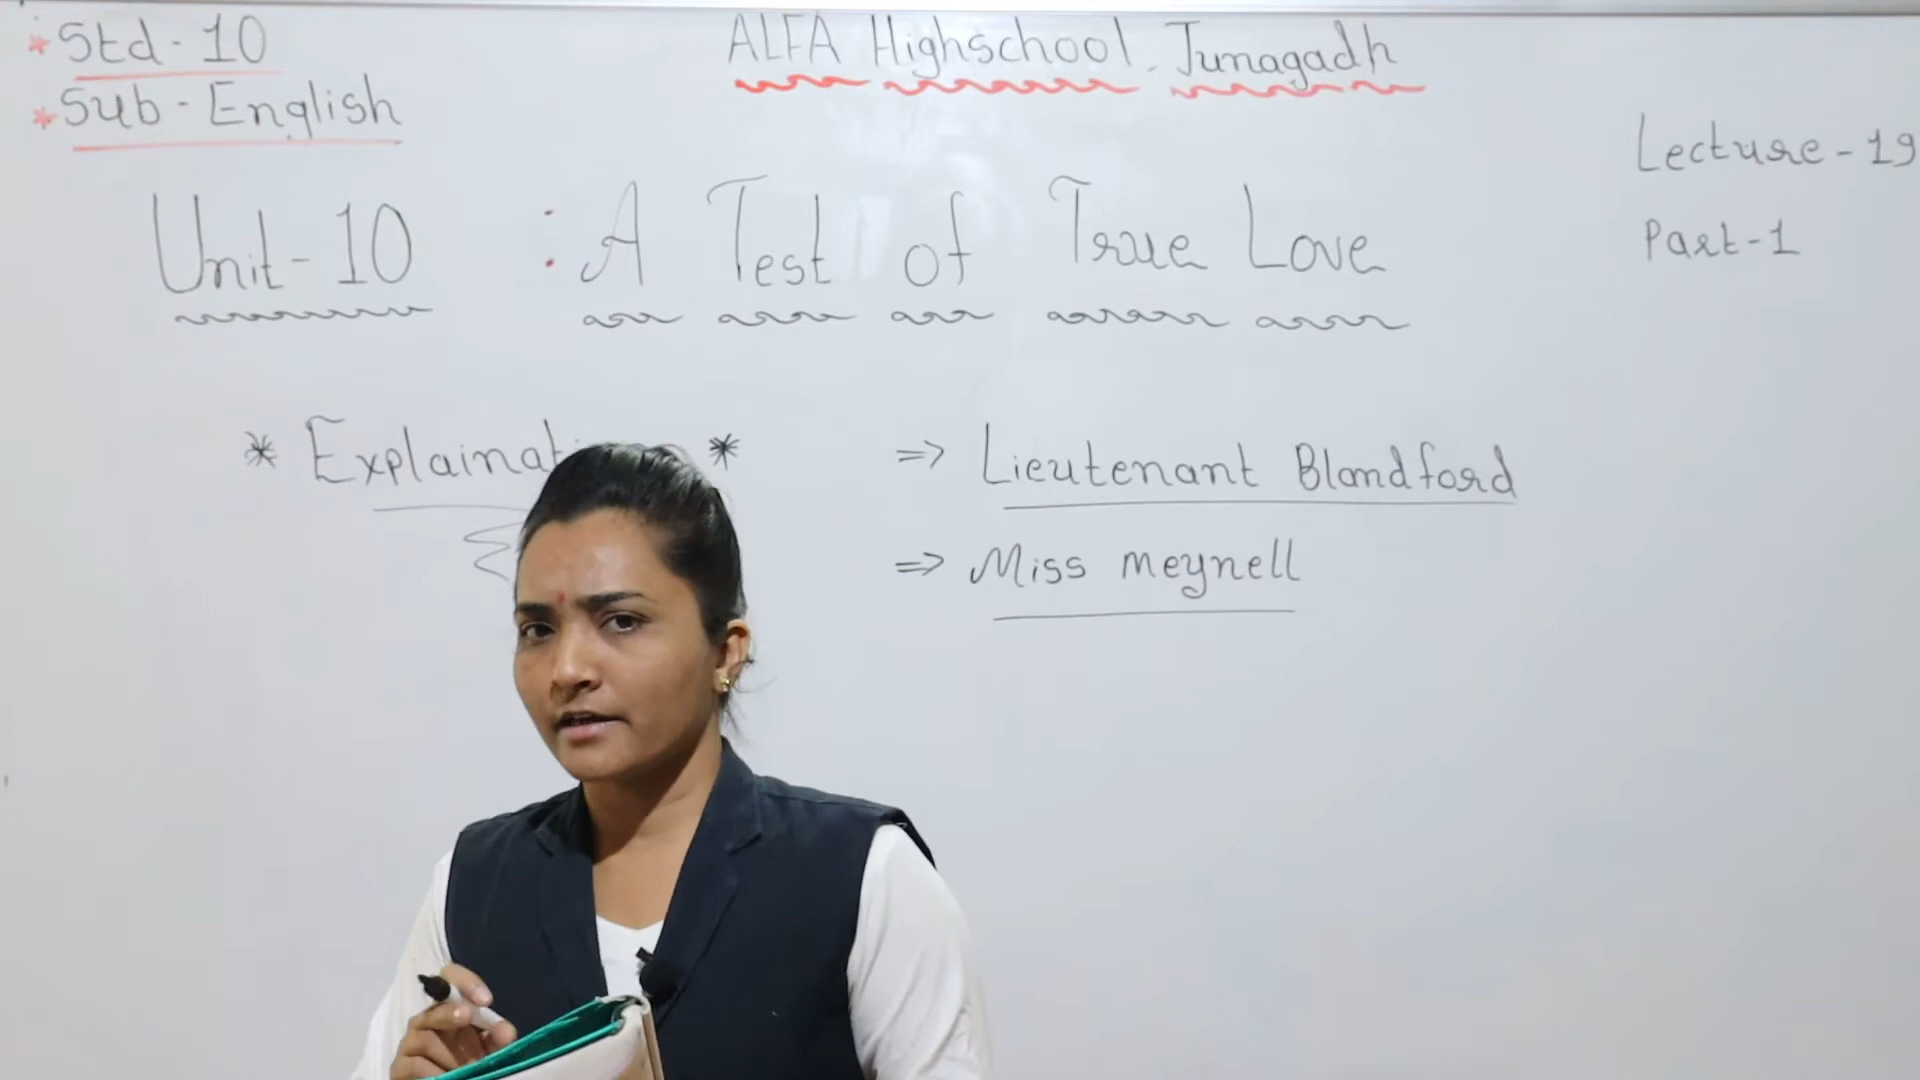 * Std - 10
ALFA Highschool. Junagadh
* Sub - English
Lecture - 19
Part - 1
Unit - 10 : A Test of True Love
* *
⇒ Lieutenant Blandford
⇒ Miss meynell